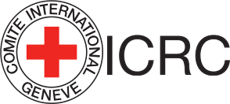 COMITE INTERNATIONAL
GENEVE
ICRC